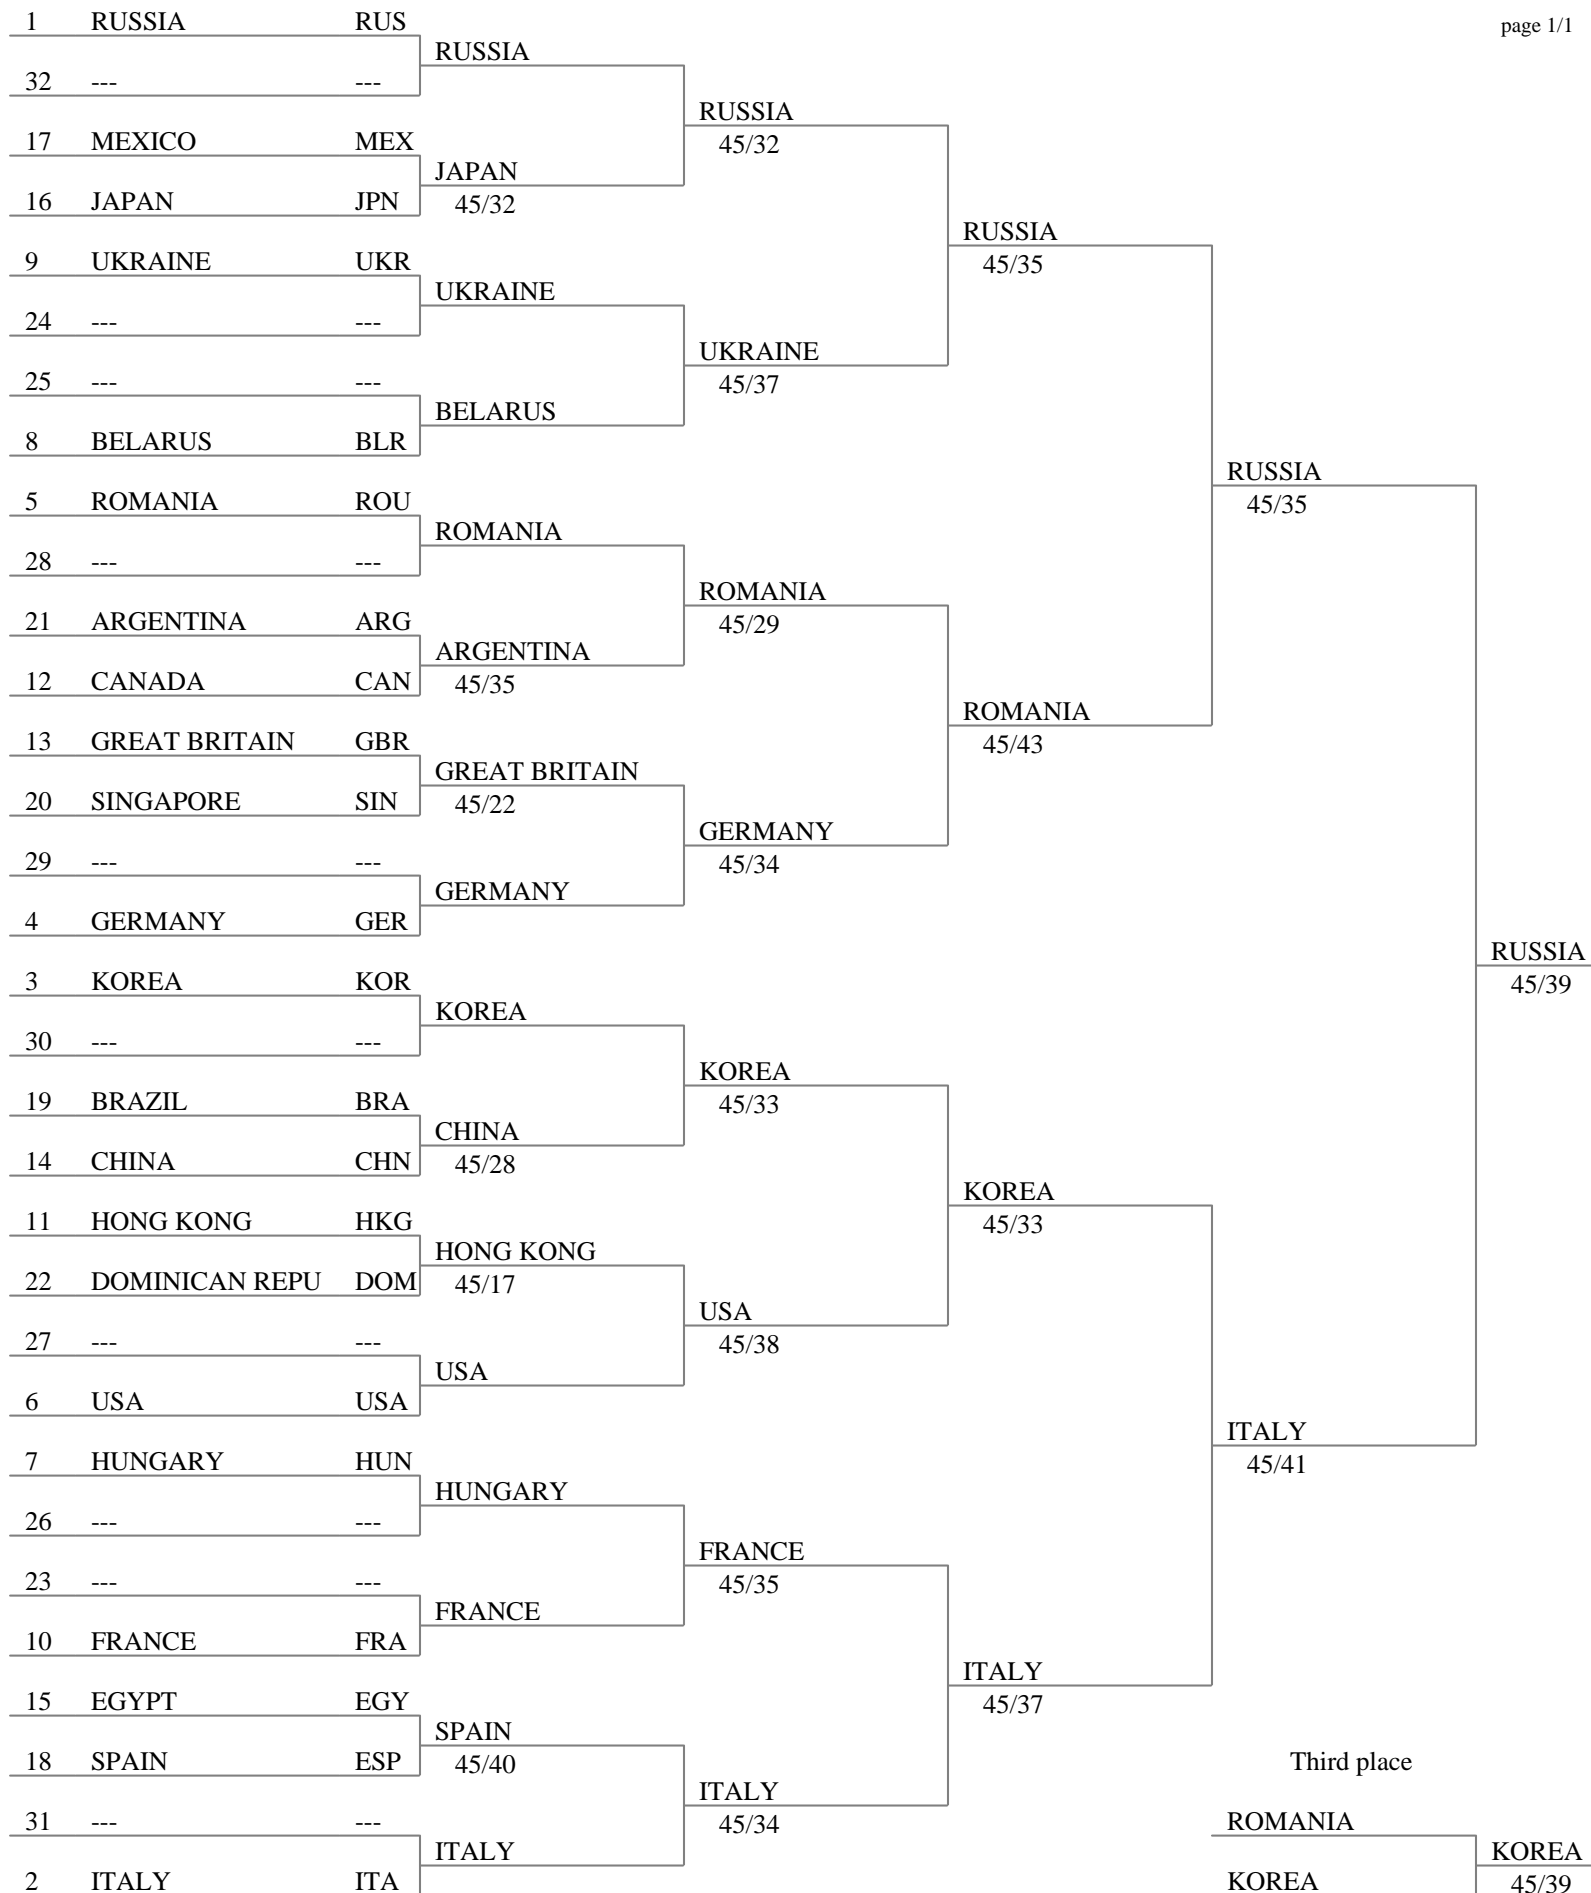 page 1/1
1 RUSSIA RUS
RUSSIA
32 --- ---
RUSSIA
45/32
17 MEXICO MEX
JAPAN
45/32
16 JAPAN JPN
RUSSIA
45/35
9 UKRAINE UKR
UKRAINE
24 --- ---
UKRAINE
45/37
25 --- ---
BELARUS
8 BELARUS BLR
RUSSIA
45/35
5 ROMANIA ROU
ROMANIA
28 --- ---
ROMANIA
45/29
21 ARGENTINA ARG
ARGENTINA
45/35
12 CANADA CAN
ROMANIA
45/43
13 GREAT BRITAIN GBR
GREAT BRITAIN
45/22
20 SINGAPORE SIN
GERMANY
45/34
29 --- ---
GERMANY
4 GERMANY GER
RUSSIA
45/39
3 KOREA KOR
KOREA
30 --- ---
KOREA
45/33
19 BRAZIL BRA
CHINA
45/28
14 CHINA CHN
KOREA
45/33
11 HONG KONG HKG
HONG KONG
45/17
22 DOMINICAN REPU DOM
USA
45/38
27 --- ---
USA
6 USA USA
ITALY
45/41
7 HUNGARY HUN
HUNGARY
26 --- ---
FRANCE
45/35
23 --- ---
FRANCE
10 FRANCE FRA
ITALY
45/37
15 EGYPT EGY
SPAIN
45/40
18 SPAIN ESP
ITALY
45/34
31 --- ---
ITALY
2 ITALY ITA
Third place
ROMANIA
KOREA
45/39
KOREA